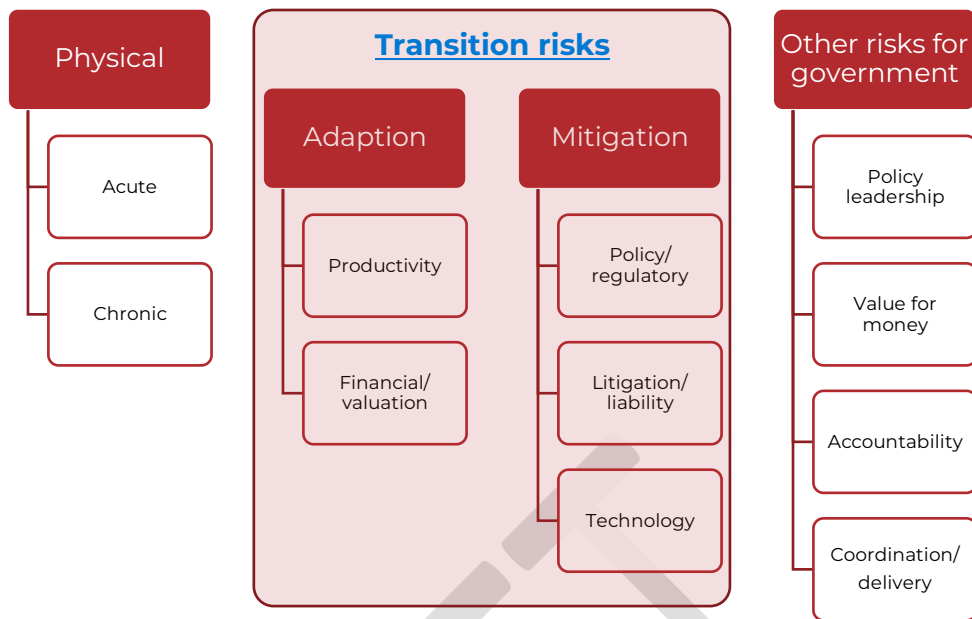 Physical
Acute
Chronic
Transition risks
Adaption
Productivity
Financial/
valuation
Mitigation
Policy/
regulatory
Litigation/
liability
Technology
Other risks for
government
Policy
leadership
Value for
money
Accountability
Coordination/
delivery